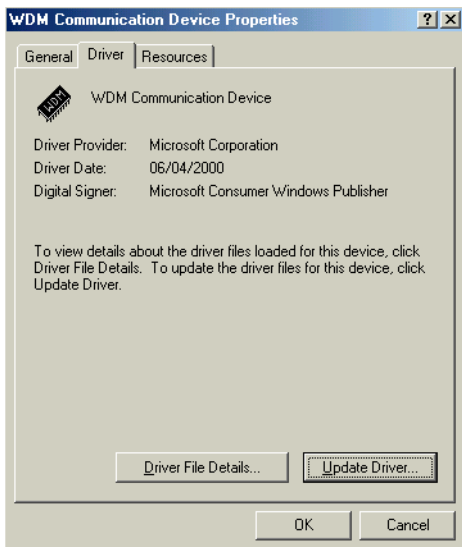 WDM Communication Device Properties ? ×
General Driver Resources
WDM
WDM Communication Device
Driver Provider: Microsoft Corporation
Driver Date: 06/04/2000
Digital Signer: Microsoft Consumer Windows Publisher
To view details about the driver files loaded for this device, click
Driver File Details. To update the driver files for this device, click
Update Driver.
Driver File Details... Update Driver...
OK Cancel